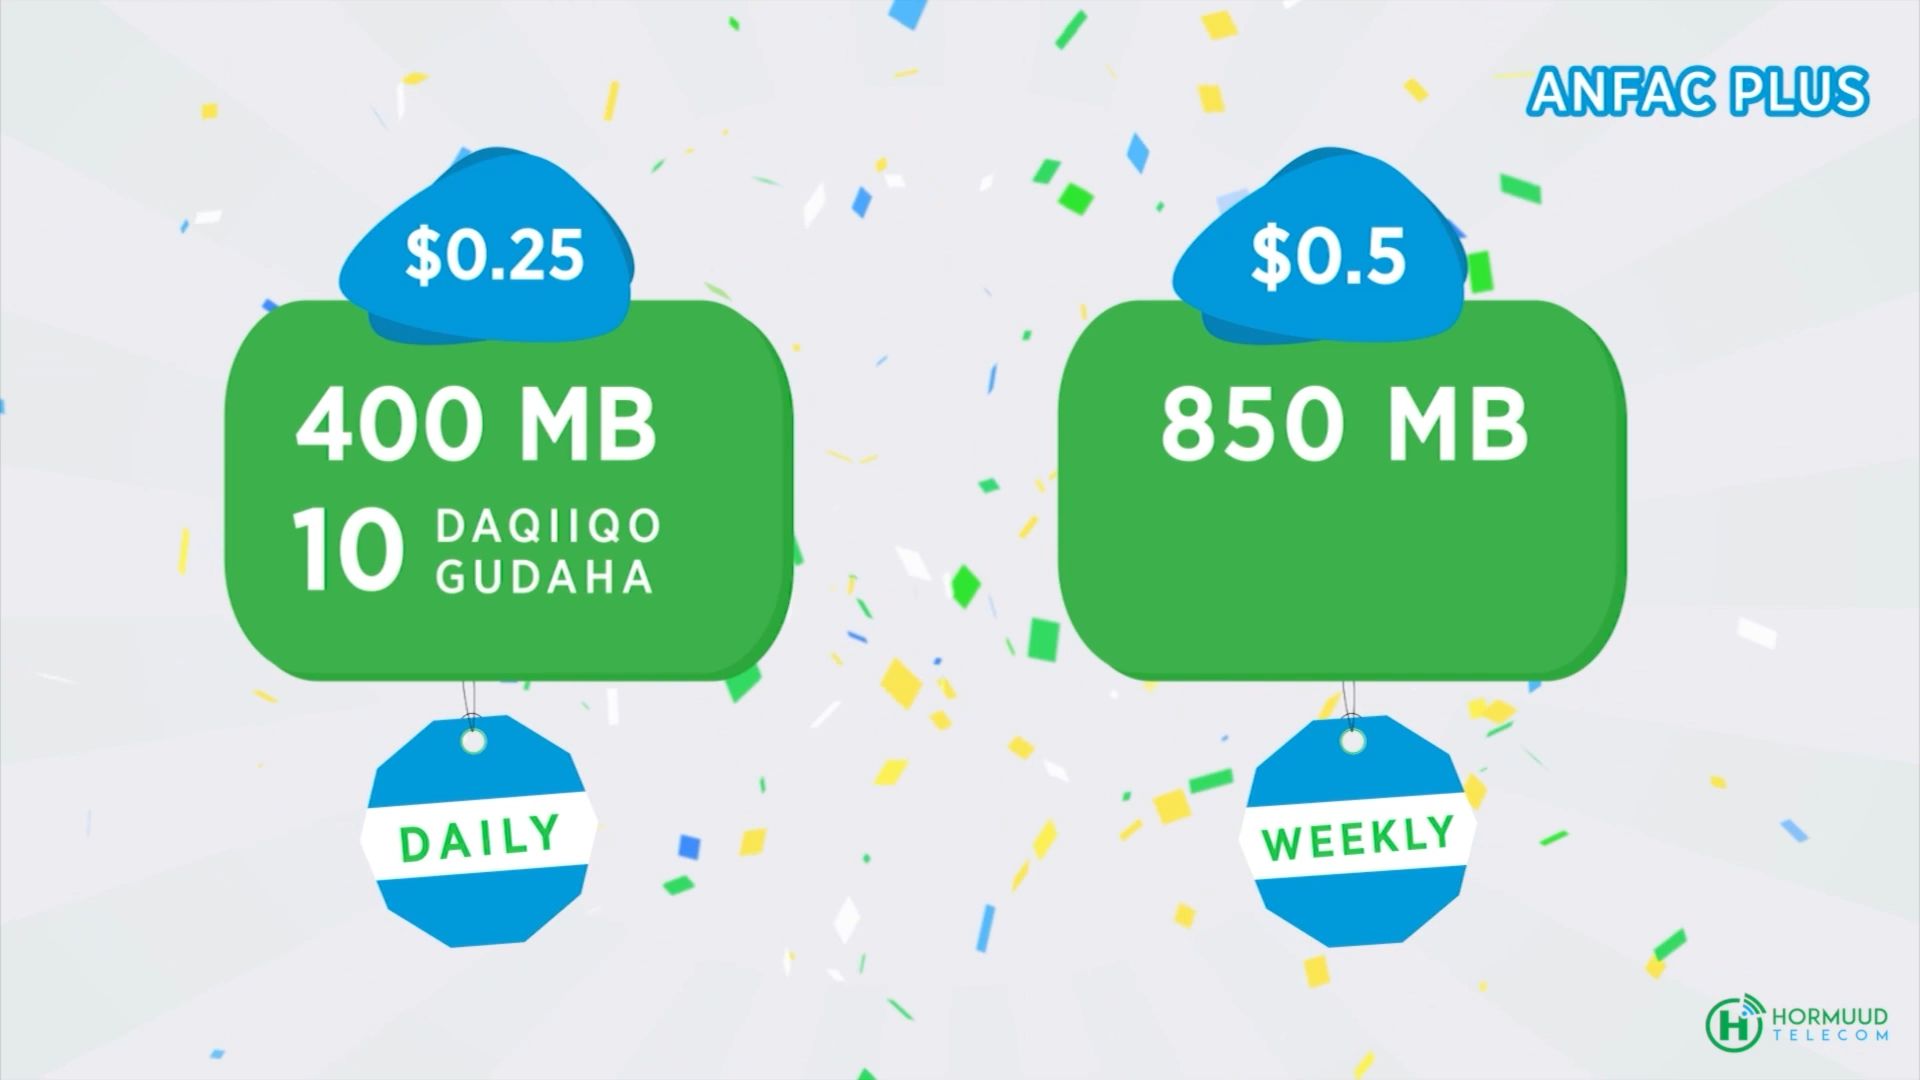 ANFAC PLUS
$0.25
400 MB
10 DAQIIQO
GUDAHA
DAILY
$0.5
850 MB
WEEKLY
HORMUUD
TELECOM